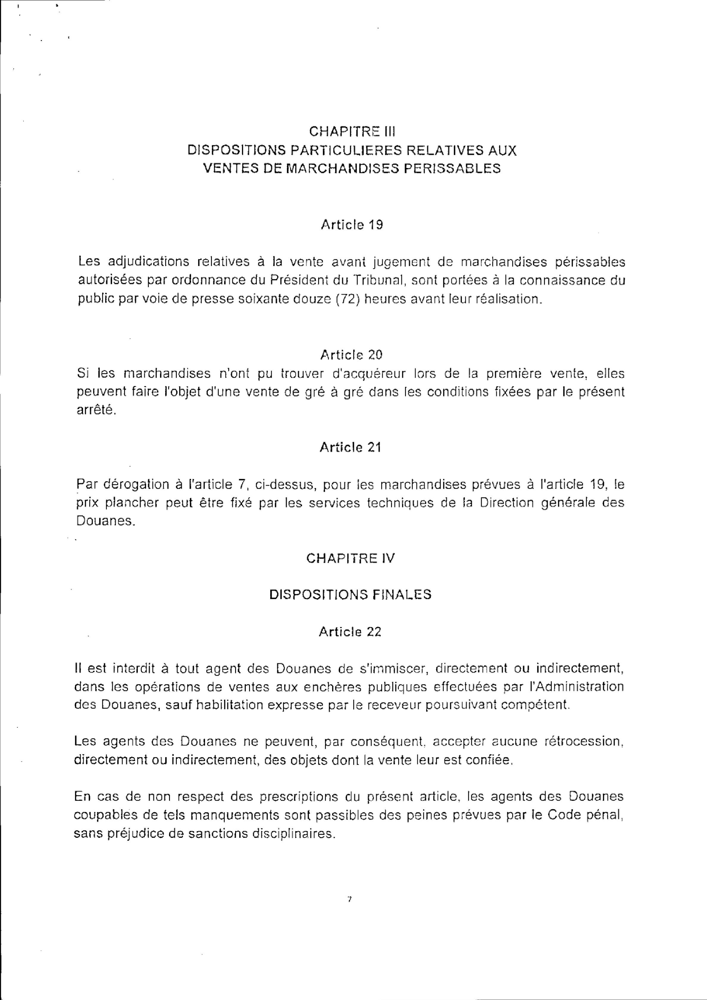 CHAPITRE III
DISPOSITIONS PARTICULIERES RELATIVES AUX
VENTES DE MARCHANDISES PERISSABLES
Article 19
Les adjudications relatives à la vente avant jugement de marchandises périssables
autorisées par ordonnance du Président du Tribunal, sont portées à la connaissance du
public par voie de presse soixante douze (72) heures avant leur réalisation.
Article 20
Si les marchandises n'ont pu trouver d'acquéreur lors de la première vente, elles
peuvent faire l'objet d'une vente de gré à gré dans les conditions fixées par le présent
arrêté.
Article 21
Par dérogation à l'article 7, ci-dessus, pour les marchandises prévues à l'article 19, le
prix plancher peut être fixé par les services techniques de la Direction générale des
Douanes.
CHAPITRE IV
DISPOSITIONS FINALES
Article 22
Il est interdit à tout agent des Douanes de s'immiscer, directement ou indirectement,
dans les opérations de ventes aux enchères publiques effectuées par l'Administration
des Douanes, sauf habilitation expresse par le receveur poursuivant compétent.
Les agents des Douanes ne peuvent, par conséquent, accepter aucune rétrocession,
directement ou indirectement, des objets dont la vente leur est confiée.
En cas de non respect des prescriptions du présent article, les agents des Douanes
coupables de tels manquements sont passibles des peines prévues par le Code pénal,
sans préjudice de sanctions disciplinaires.
7